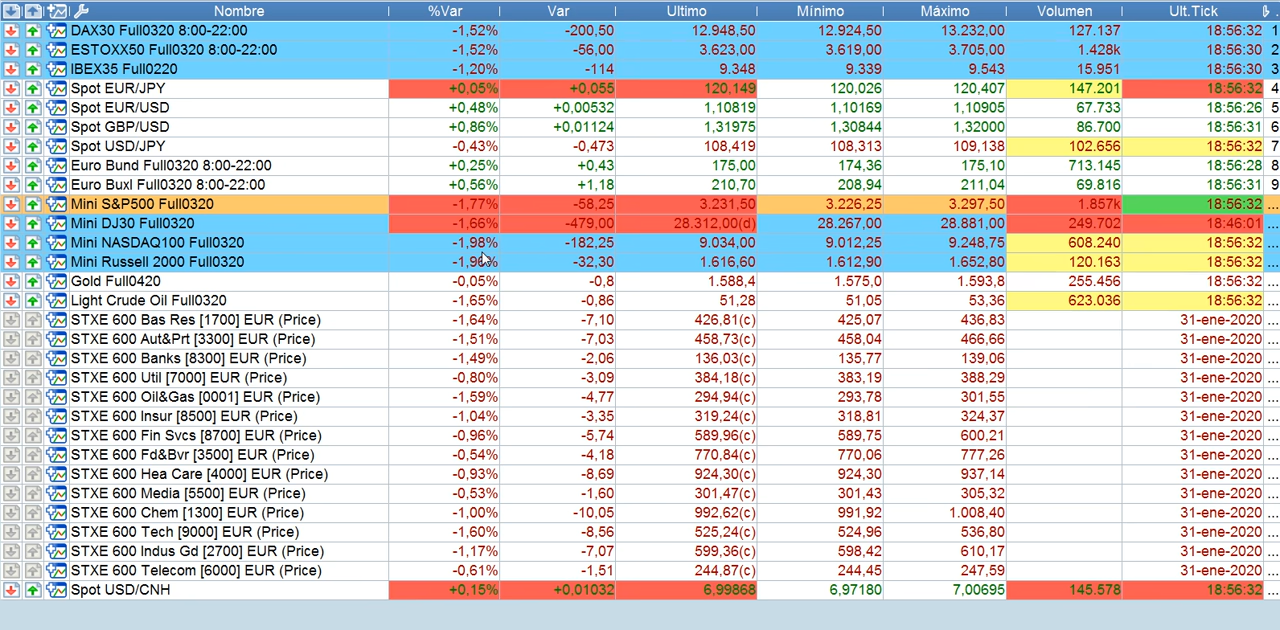 Nombre %Var Var Ultimo Mínimo Máximo Volumen Ult.Tick
DAX30 Full0320 8:00-22:00 -1,52% -200,50 12.948,50 12.924,50 13.232,00 127.137 18:56:32 1
ESTOXX50 Full0320 8:00-22:00 -1,52% -56,00 3.623,00 3.619,00 3.705,00 1.428k 18:56:30 2
IBEX35 Full0220 -1,20% -114 9.348 9.339 9.543 15.951 18:56:30 3
Spot EUR/JPY +0,05% +0,055 120,149 120,026 120,407 147.201 18:56:32 4
Spot EUR/USD +0,48% +0,00532 1,10819 1,10169 1,10905 67.733 18:56:26 5
Spot GBP/USD +0,86% +0,01124 1,31975 1,30844 1,32000 86.700 18:56:31 6
Spot USD/JPY -0,43% -0,473 108,419 108,313 109,138 102.656 18:56:32 7
Euro Bund Full0320 8:00-22:00 +0,25% +0,43 175,00 174,36 175,10 713.145 18:56:28 8
Euro Buxl Full0320 8:00-22:00 +0,56% +1,18 210,70 208,94 211,04 69.816 18:56:31 9
Mini S&P500 Full0320 -1,77% -58,25 3.231,50 3.226,25 3.297,50 1.857k 18:56:32 ...
Mini DJ30 Full0320 -1,66% -479,00 28.312,00(d) 28.267,00 28.881,00 249.702 18:46:01 ...
Mini NASDAQ100 Full0320 -1,98% -182,25 9.034,00 9.012,25 9.248,75 608.240 18:56:32 ...
Mini Russell 2000 Full0320 -1,96% -32,30 1.616,60 1.612,90 1.652,80 120.163 18:56:32 ...
Gold Full0420 -0,05% -0,8 1.588,4 1.575,0 1.593,8 255.456 18:56:32 ...
Light Crude Oil Full0320 -1,65% -0,86 51,28 51,05 53,36 623.036 18:56:32 ...
STXE 600 Bas Res [1700] EUR (Price) -1,64% -7,10 426,81(c) 425,07 436,83 31-ene-2020 ...
STXE 600 Aut&Prt [3300] EUR (Price) -1,51% -7,03 458,73(c) 458,04 466,66 31-ene-2020 ...
STXE 600 Banks [8300] EUR (Price) -1,49% -2,06 136,03(c) 135,77 139,06 31-ene-2020 ...
STXE 600 Util [7000] EUR (Price) -0,80% -3,09 384,18(c) 383,19 388,29 31-ene-2020 ...
STXE 600 Oil&Gas [0001] EUR (Price) -1,59% -4,77 294,94(c) 293,78 301,55 31-ene-2020 ...
STXE 600 Insur [8500] EUR (Price) -1,04% -3,35 319,24(c) 318,81 324,37 31-ene-2020 ...
STXE 600 Fin Svcs [8700] EUR (Price) -0,96% -5,74 589,96(c) 589,75 600,21 31-ene-2020 ...
STXE 600 Fd&Bvr [3500] EUR (Price) -0,54% -4,18 770,84(c) 770,06 777,26 31-ene-2020 ...
STXE 600 Hea Care [4000] EUR (Price) -0,93% -8,69 924,30(c) 924,30 937,14 31-ene-2020 ...
STXE 600 Media [5500] EUR (Price) -0,53% -1,60 301,47(c) 301,43 305,32 31-ene-2020 ...
STXE 600 Chem [1300] EUR (Price) -1,00% -10,05 992,62(c) 991,92 1.008,40 31-ene-2020 ...
STXE 600 Tech [9000] EUR (Price) -1,60% -8,56 525,24(c) 524,96 536,80 31-ene-2020 ...
STXE 600 Indus Gd [2700] EUR (Price) -1,17% -7,07 599,36(c) 598,42 610,17 31-ene-2020 ...
STXE 600 Telecom [6000] EUR (Price) -0,61% -1,51 244,87(c) 244,45 247,59 31-ene-2020 ...
Spot USD/CNH +0,15% +0,01032 6,99868 6,97180 7,00695 145.578 18:56:32 ...